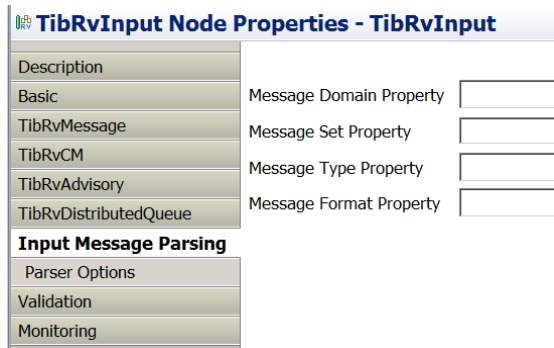 TibRvInput Node Properties - TibRvInput
Description
Basic
TibRvMessage
TibRvCM
TibRvAdvisory
TibRvDistributedQueue
Input Message Parsing
Parser Options
Validation
Monitoring
Message Domain Property
Message Set Property
Message Type Property
Message Format Property